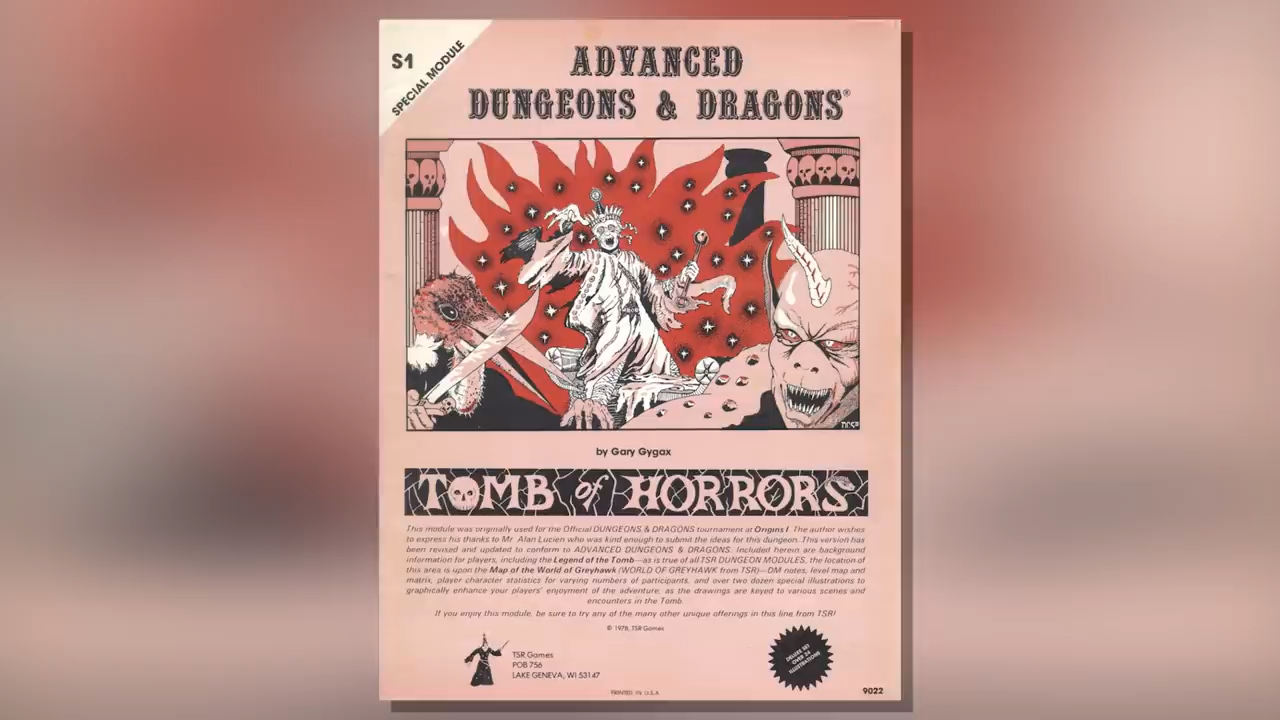 S1
SPECIAL MODULE
ADVANCED
DUNGEONS & DRAGONS®
by Gary Gygax
TOMB of HORRORS
This module was originally used for the Official DUNGEONS & DRAGONS tournament at Origins I. The author wishes
to express his thanks to Mr. Alan Lucien who was kind enough to submit the ideas for this dungeon. This version has
been revised and updated to conform to ADVANCED DUNGEONS & DRAGONS. Included herein are background
information for players, including the Legend of the Tomb—as is true of all TSR DUNGEON MODULES, the location of
this area is upon the Map of the World of Greyhawk (WORLD OF GREYHAWK from TSR)—DM notes, level map and
matrix, player character statistics for varying numbers of participants, and over two dozen special illustrations to
graphically enhance your players' enjoyment of the adventure, as the drawings are keyed to various scenes and
encounters in the Tomb.
If you enjoy this module, be sure to try any of the many other unique offerings in this line from TSR!
© 1978, TSR Games
TSR Games
POB 756
LAKE GENEVA, WI 53147
DELUXE SET
OVER 24
ILLUSTRATIONS
PRINTED IN U.S.A.
9022